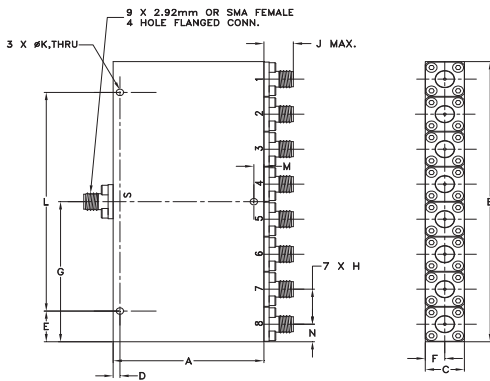 9 X 2.92mm OR SMA FEMALE
4 HOLE FLANGED CONN.
3 X øK,THRU
J MAX.
1
2
3
M
4
S
5
L
B
6
G
7 X H
7
E
8
N
F
A
C
D